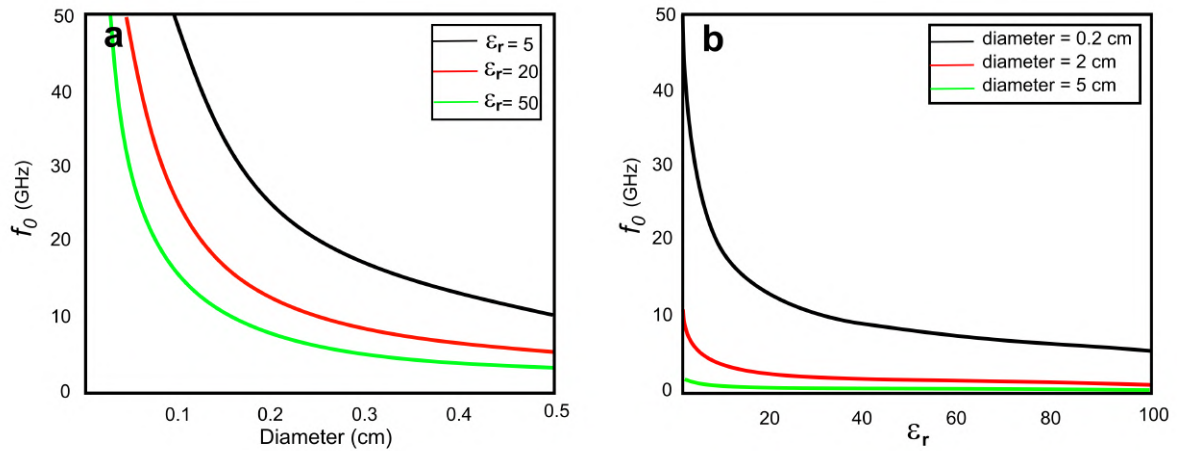 a
50
40
30
20
10
0
f₀ (GHz)
0.1
0.2
0.3
0.4
0.5
Diameter (cm)
εr = 5
εr = 20
εr = 50
b
50
40
30
20
10
0
f₀ (GHz)
20
40
60
80
100
εr
diameter = 0.2 cm
diameter = 2 cm
diameter = 5 cm